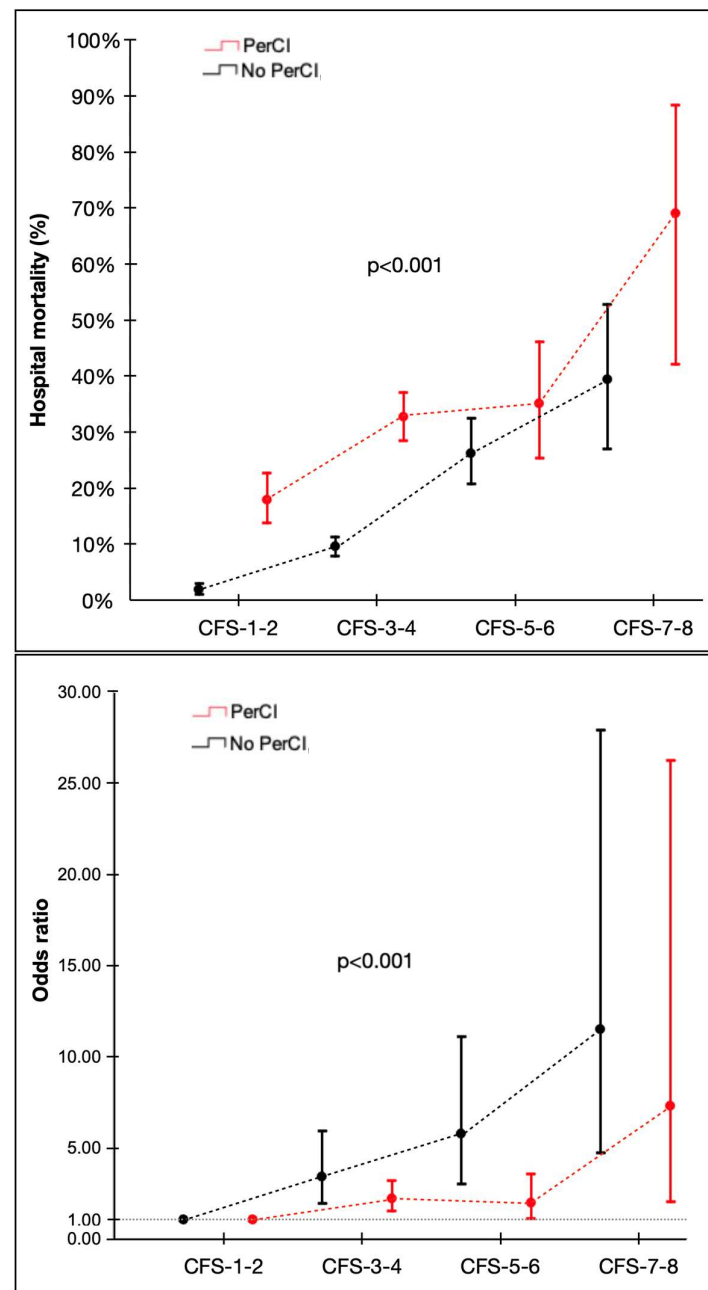 100%
90%
80%
70%
60%
50%
40%
30%
20%
10%
0%
Hospital mortality (%)
PerCI
No PerCI
p<0.001
CFS-1-2 CFS-3-4 CFS-5-6 CFS-7-8
30.00
25.00
20.00
15.00
10.00
5.00
1.00
0.00
Odds ratio
PerCI
No PerCI
p<0.001
CFS-1-2 CFS-3-4 CFS-5-6 CFS-7-8